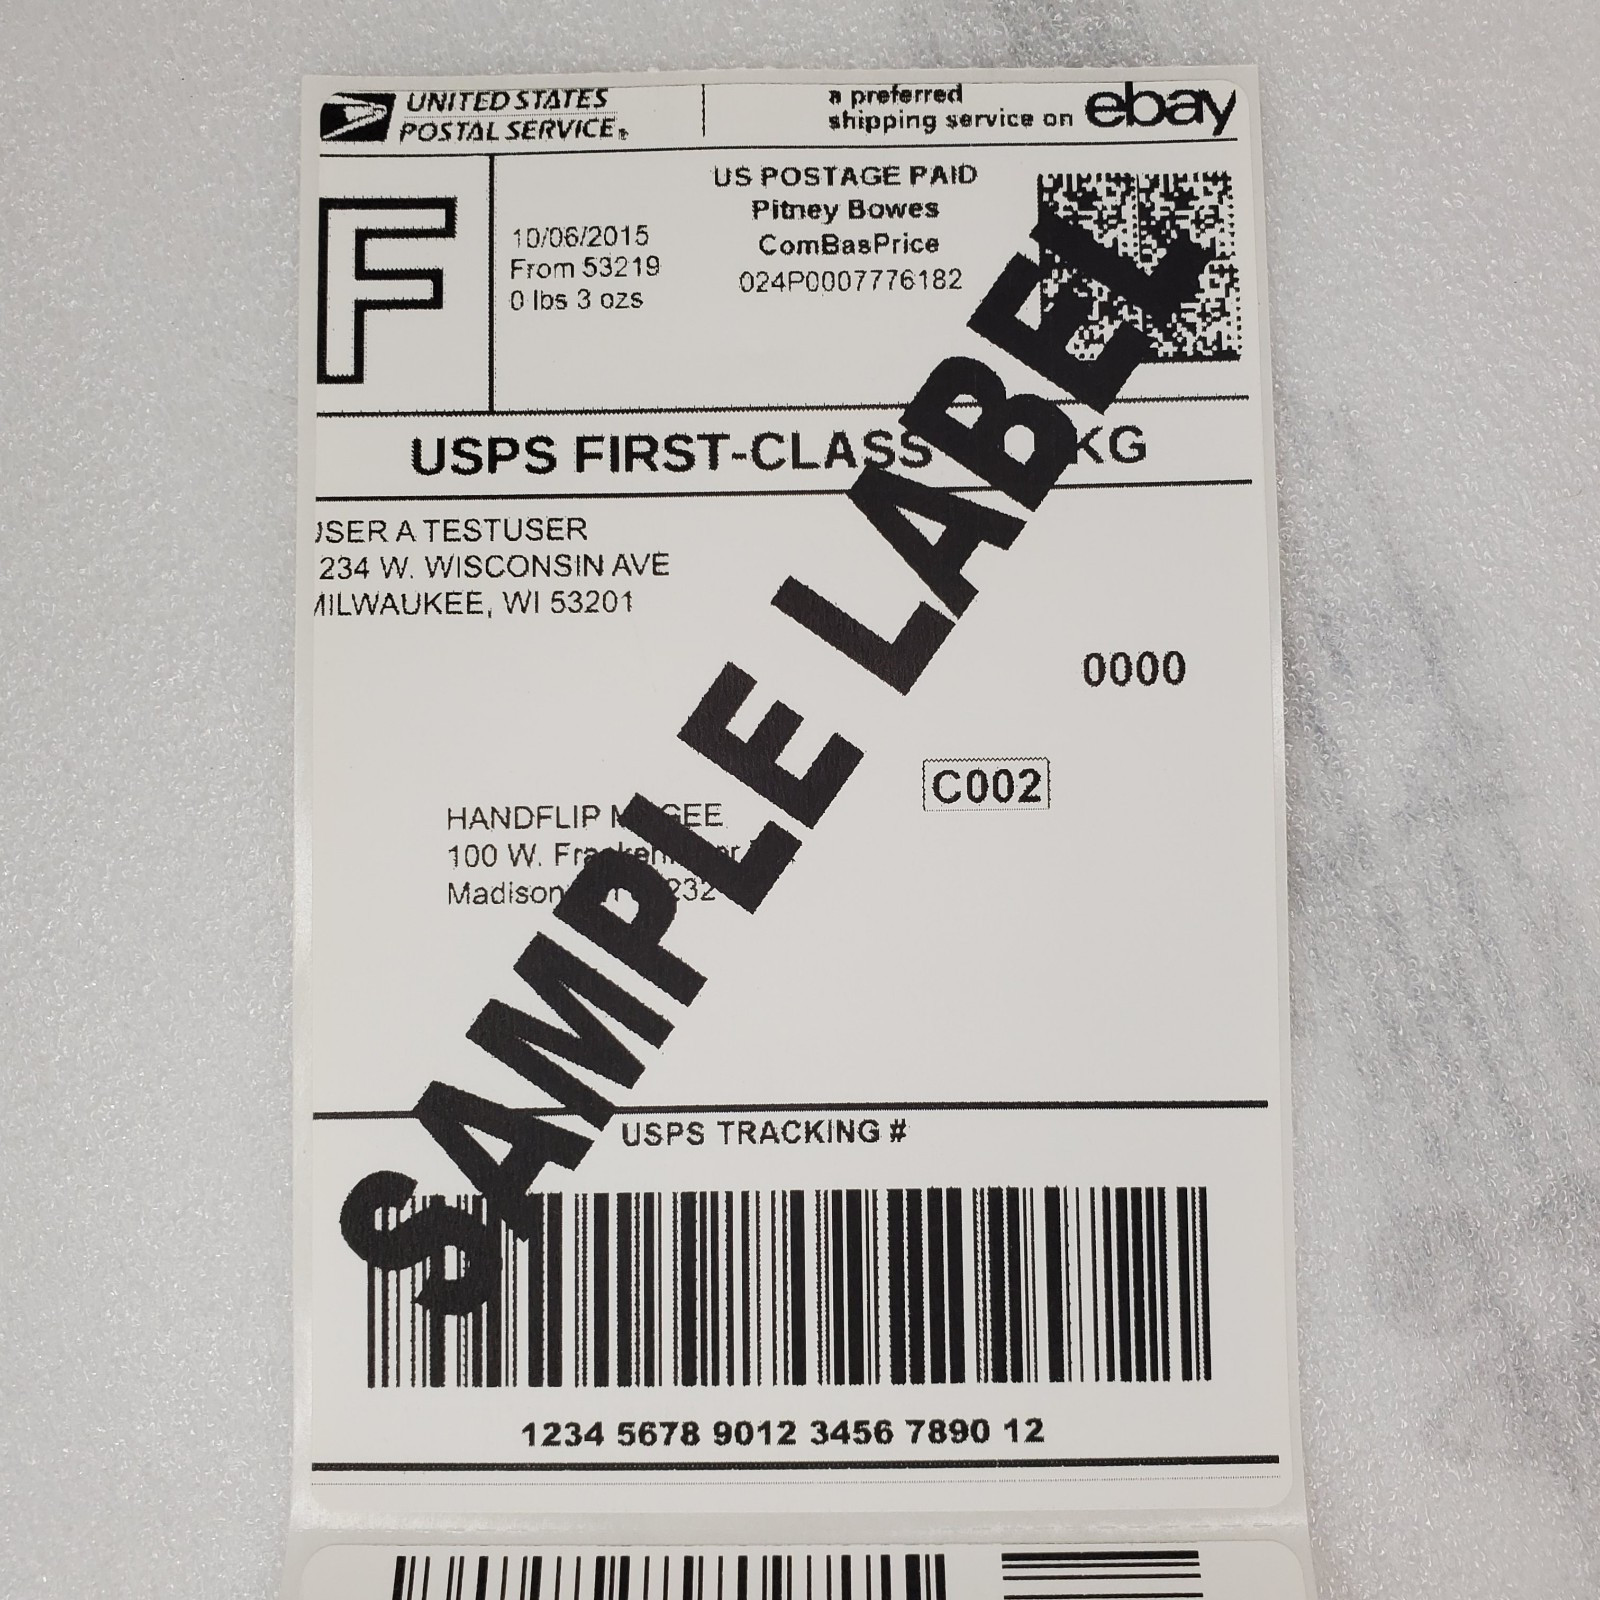 UNITED STATES
POSTAL SERVICE®
a preferred
shipping service on ebay
F
10/06/2015
From 53219
0 lbs 3 ozs
US POSTAGE PAID
Pitney Bowes
ComBasPrice
024P0007776182
USPS FIRST-CLASS KG
USER A TESTUSER
234 W. WISCONSIN AVE
MILWAUKEE, WI 53201
0000
C002
HANDFLIP
100 W.
Madison
SAMPLE LABEL
USPS TRACKING #
1234 5678 9012 3456 7890 12